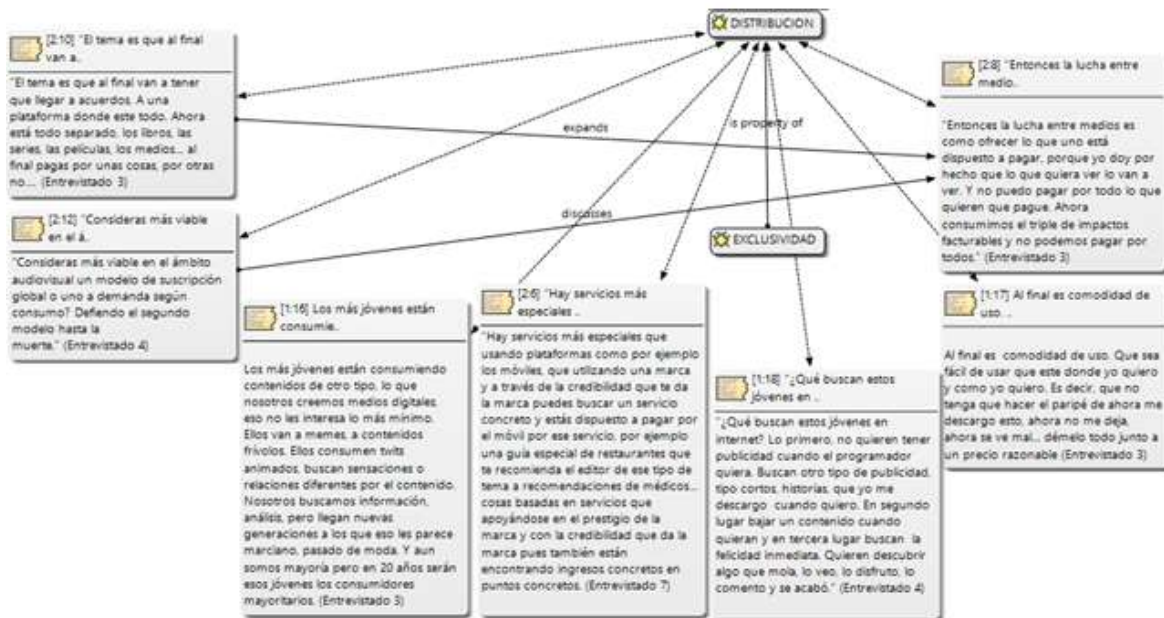 DISTRIBUCION
[2:10] "El tema es que al final
van a..
"El tema es que al final van a tener
que llegar a acuerdos. A una
plataforma donde este todo. Ahora
está todo separado, los libros, las
series, las películas, los medios... al
final pagas por unas cosas, por otras
no.... (Entrevistado 3)
[2:8] "Entonces la lucha entre
medio..
"Entonces la lucha entre medios es
como ofrecer lo que uno está
dispuesto a pagar, porque yo doy por
hecho que lo que quiera ver lo van a
ver. Y no puedo pagar por todo lo que
quieren que pague. Ahora
consumimos el triple de impactos
facturables y no podemos pagar por
todos." (Entrevistado 3)
expands
is property of
discusses
EXCLUSIVIDAD
[2:12] "Consideras más viable
en el á..
"Consideras más viable en el ámbito
audiovisual un modelo de suscripción
global o uno a demanda según
consumo? Defiendo el segundo
modelo hasta la
muerte." (Entrevistado 4)
[1:16] Los más jóvenes están
consumie..
Los más jóvenes están consumiendo
contenidos de otro tipo, lo que
nosotros creemos medios digitales,
eso no les interesa lo más mínimo.
Ellos van a memes, a contenidos
frívolos. Ellos consumen twits
animados, buscan sensaciones o
relaciones diferentes por el contenido.
Nosotros buscamos información,
análisis, pero llegan nuevas
generaciones a los que eso les parece
marciano, pasado de moda. Y aun
somos mayoría pero en 20 años serán
esos jóvenes los consumidores
mayoritarios. (Entrevistado 3)
[2:6] "Hay servicios más
especiales ..
"Hay servicios más especiales que
usando plataformas como por ejemplo
los móviles, que utilizando una marca
y a través de la credibilidad que te da
la marca puedes buscar un servicio
concreto y estás dispuesto a pagar por
el móvil por ese servicio, por ejemplo
una guía especial de restaurantes que
te recomienda el editor de ese tipo de
tema a recomendaciones de médicos...
cosas basadas en servicios que
apoyándose en el prestigio de la
marca y con la credibilidad que da la
marca pues también están
encontrando ingresos concretos en
puntos concretos. (Entrevistado 7)
[1:18] "¿Qué buscan estos
jóvenes en ..
"¿Qué buscan estos jóvenes en
internet? Lo primero, no quieren tener
publicidad cuando el programador
quiera. Buscan otro tipo de publicidad,
tipo cortos, historias, que yo me
descargo cuando quiero. En segundo
lugar bajar un contenido cuando
quieran y en tercera lugar buscan la
felicidad inmediata. Quieren descubrir
algo que mola, lo veo, lo disfruto, lo
comento y se acabó." (Entrevistado 4)
[1:17] Al final es comodidad de
uso. ..
Al final es comodidad de uso. Que sea
fácil de usar que este donde yo quiero
y como yo quiero. Es decir, que no
tenga que hacer el paripé de ahora me
descargo esto, ahora no me deja,
ahora se ve mal... démelo todo junto a
un precio razonable (Entrevistado 3)